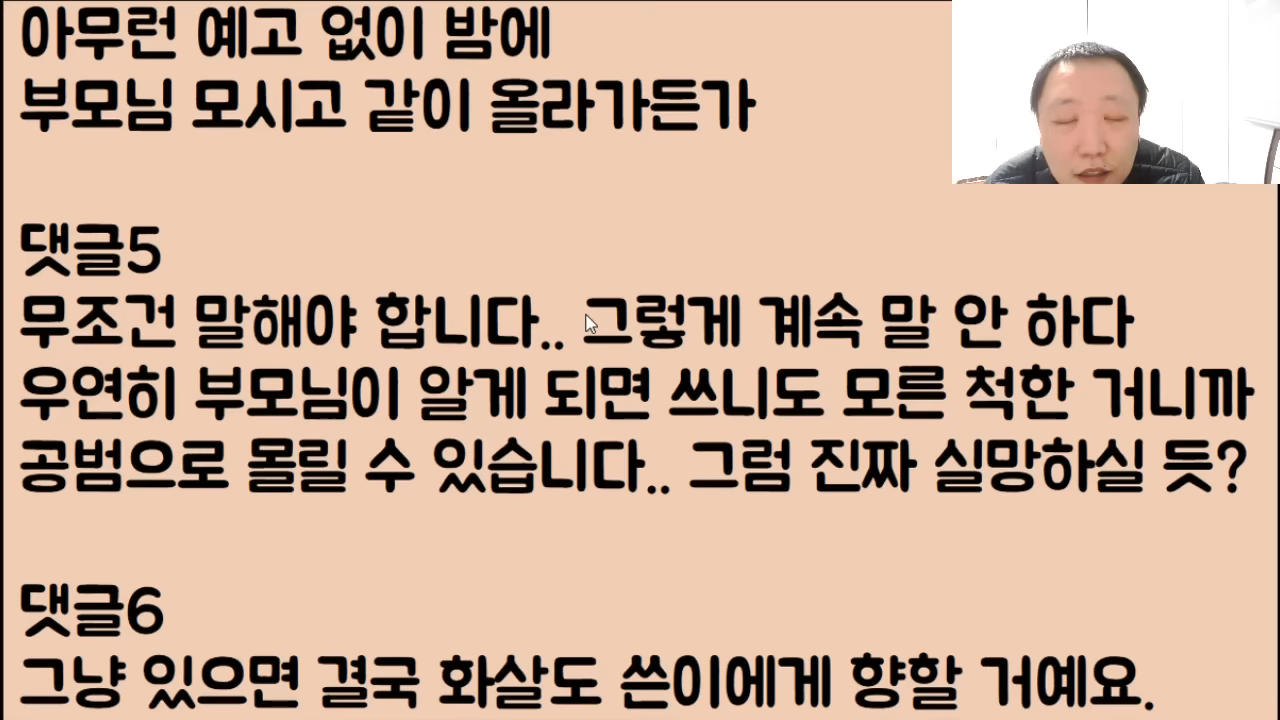 아무런 예고 없이 밤에
부모님 모시고 같이 올라가든가
댓글5
무조건 말해야 합니다.. 그렇게 계속 말 안 하다
우연히 부모님이 알게 되면 쓰니도 모른 척한 거니까
공범으로 몰릴 수 있습니다.. 그럼 진짜 실망하실 듯?
댓글6
그냥 있으면 결국 화살도 쓴이에게 향할 거예요.